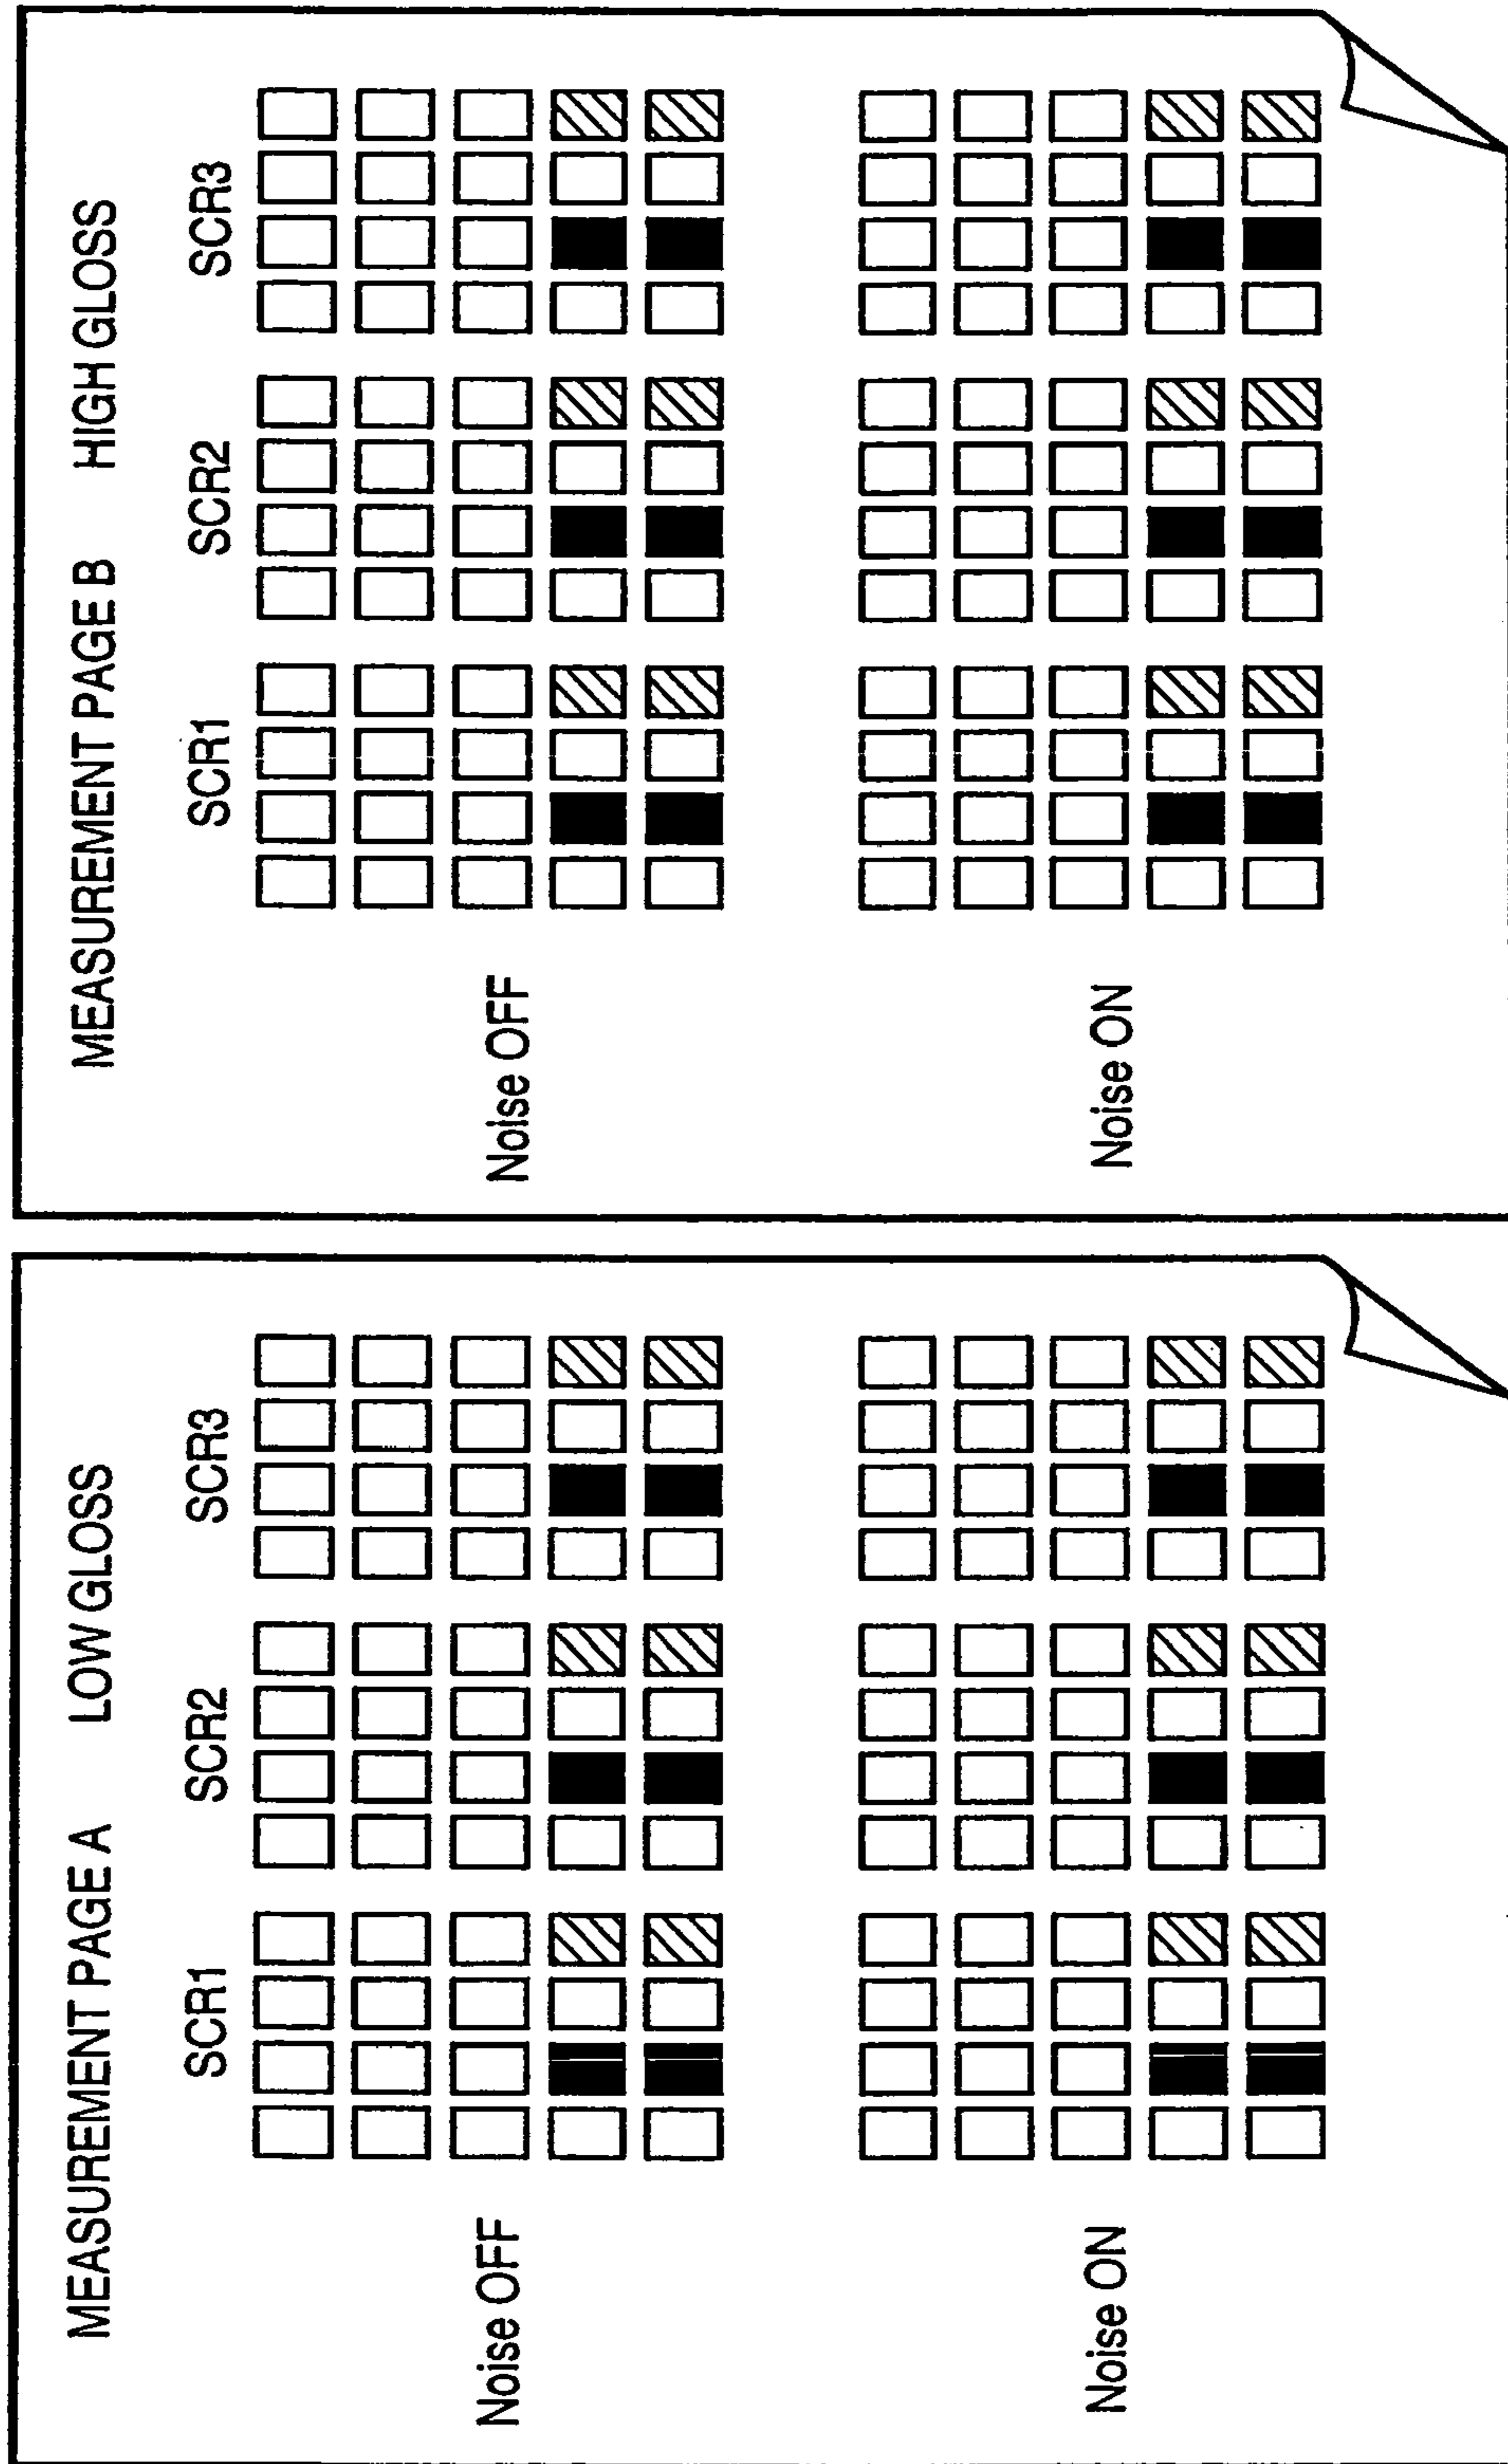 MEASUREMENT PAGE A LOW GLOSS
SCR1 SCR2 SCR3
Noise OFF
Noise ON
MEASUREMENT PAGE B HIGH GLOSS
SCR1 SCR2 SCR3
Noise OFF
Noise ON